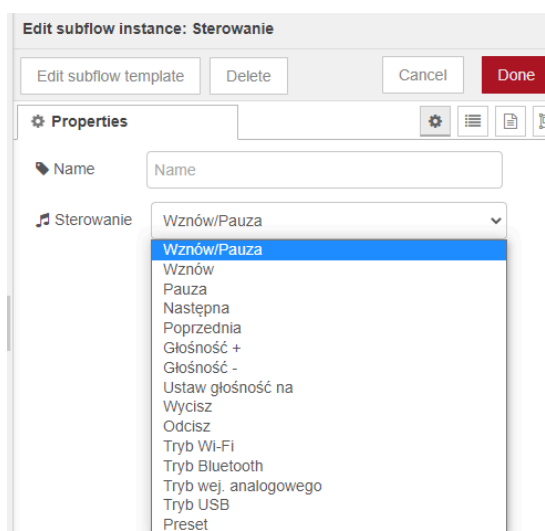 Edit subflow instance: Sterowanie
Edit subflow template Delete Cancel Done
Properties
Name Name
Sterowanie Wznów/Pauza
Wznów/Pauza
Wznów
Pauza
Następna
Poprzednia
Głośność +
Głośność -
Ustaw głośność na
Wycisz
Odcisz
Tryb Wi-Fi
Tryb Bluetooth
Tryb wej. analogowego
Tryb USB
Preset